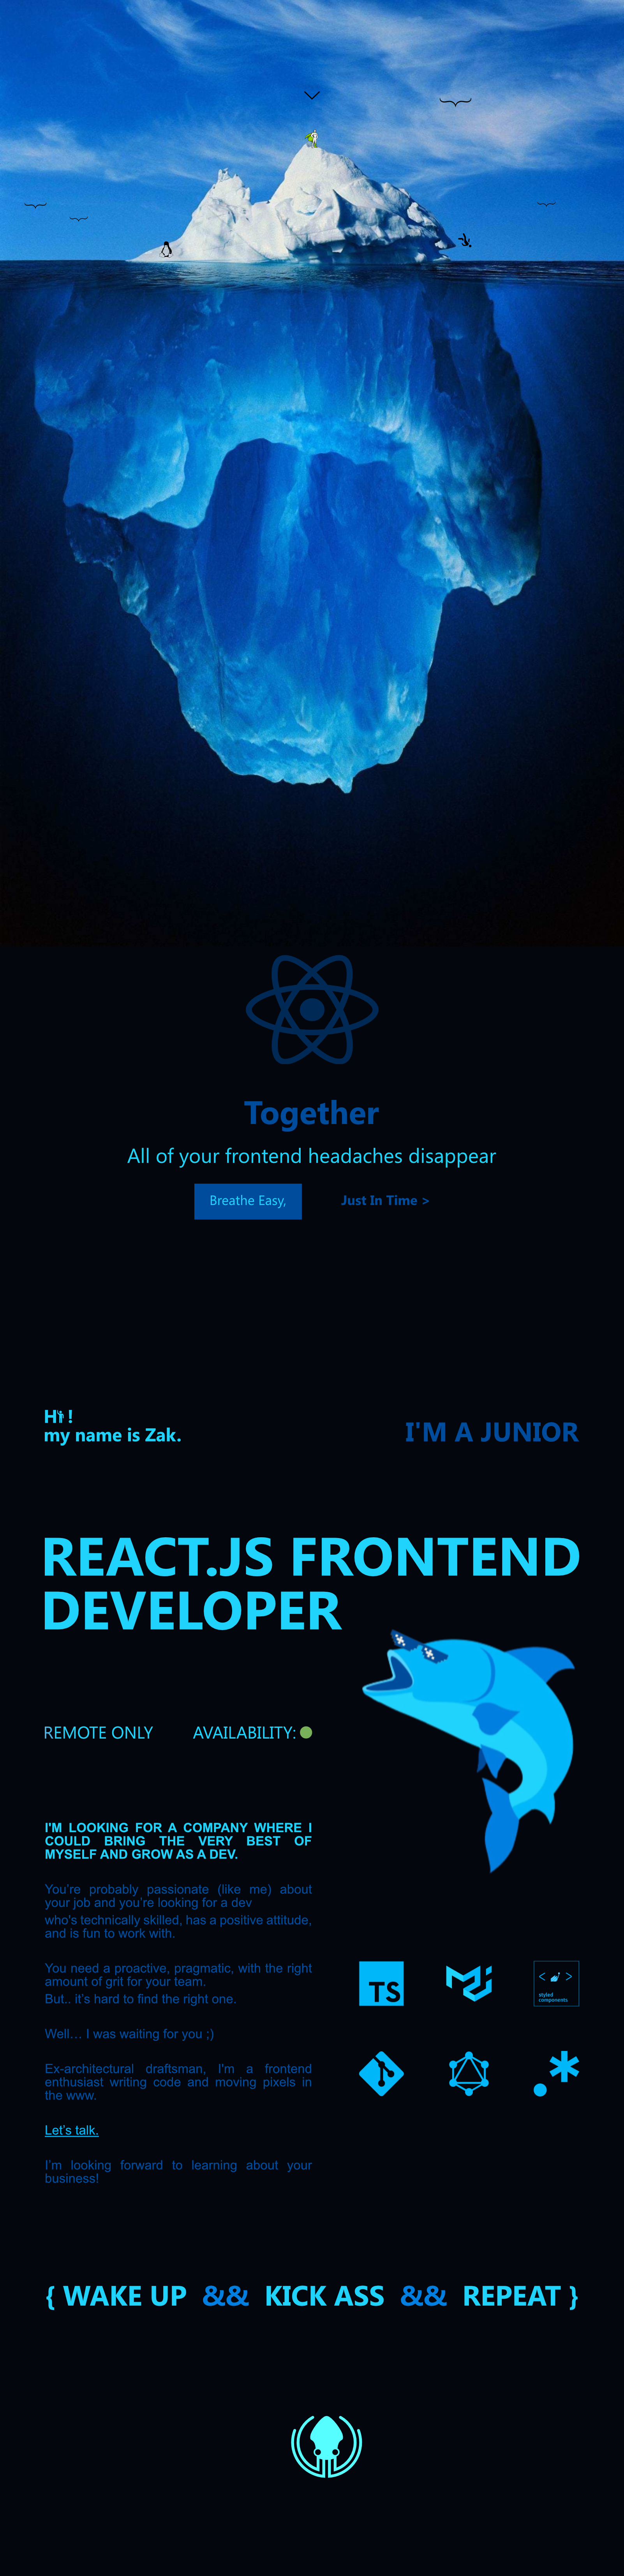 Together
All of your frontend headaches disappear
Breathe Easy,
Just In Time >
Hi !
my name is Zak.
I'M A JUNIOR
REACT.JS FRONTEND
DEVELOPER
REMOTE ONLY
AVAILABILITY:
I'M LOOKING FOR A COMPANY WHERE I
COULD BRING THE VERY BEST OF
MYSELF AND GROW AS A DEV.
You're probably passionate (like me) about
your job and you're looking for a dev
who's technically skilled, has a positive attitude,
and is fun to work with.
You need a proactive, pragmatic, with the right
amount of grit for your team.
But.. it's hard to find the right one.
Well… I was waiting for you ;)
Ex-architectural draftsman, I'm a frontend
enthusiast writing code and moving pixels in
the www.
Let's talk.
I'm looking forward to learning about your
business!
TS
< >
styled
components
.*
{ WAKE UP && KICK ASS && REPEAT }